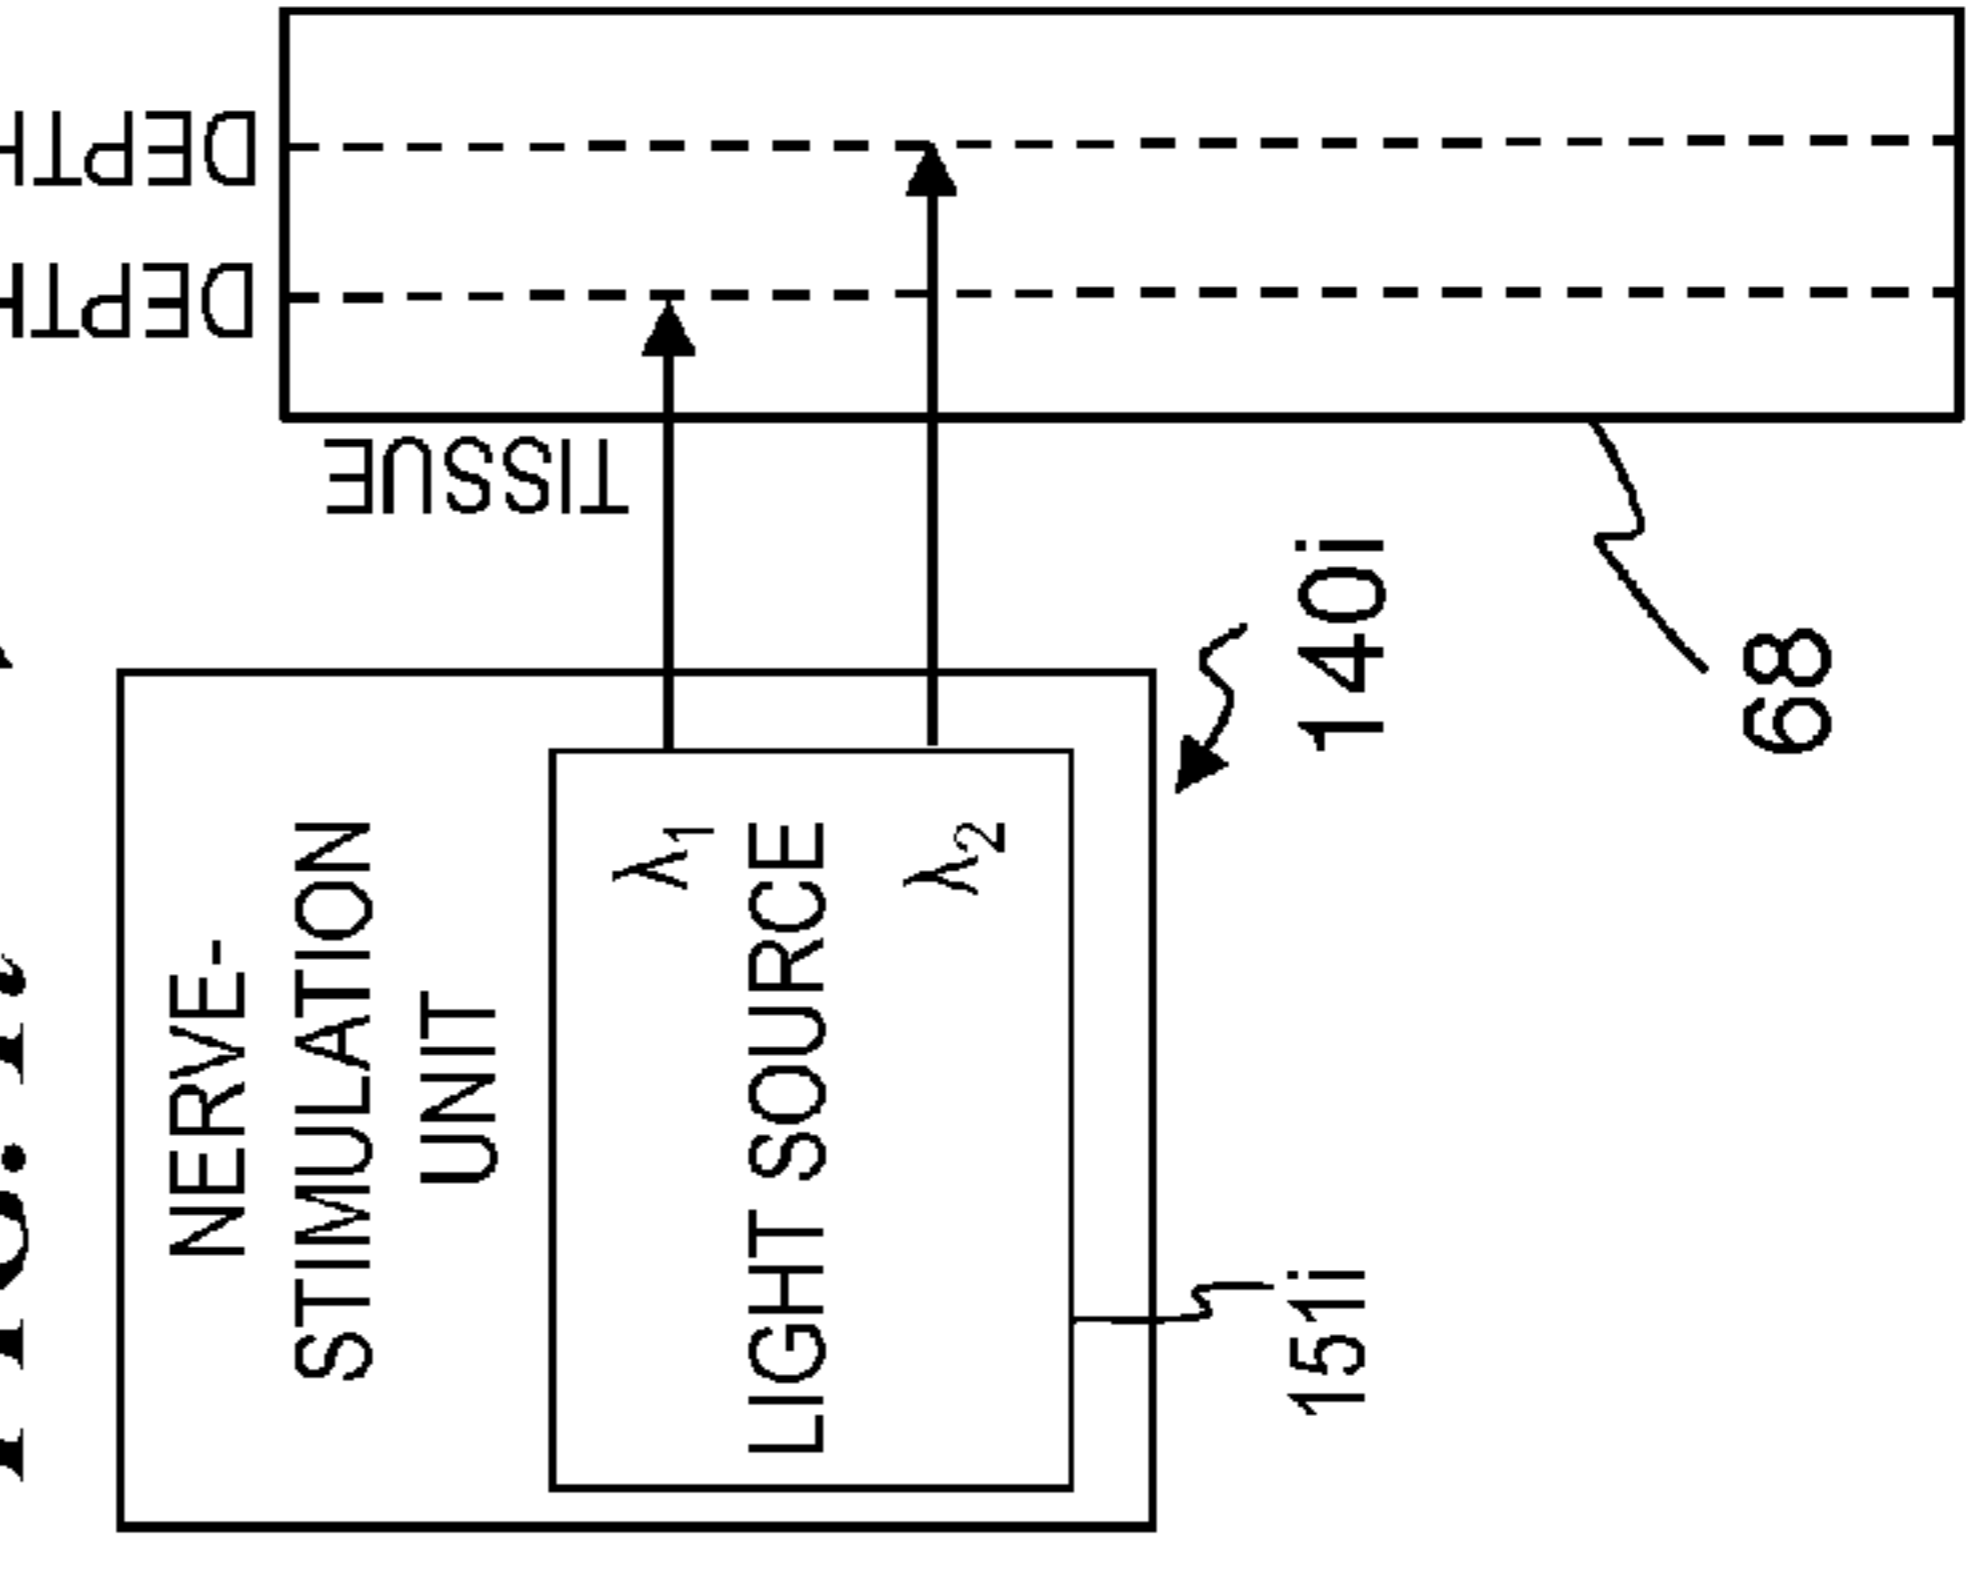 DEPTH
DEPTH
TISSUE
NERVE-
STIMULATION
UNIT
λ1
LIGHT SOURCE
λ2
140i
151i
68